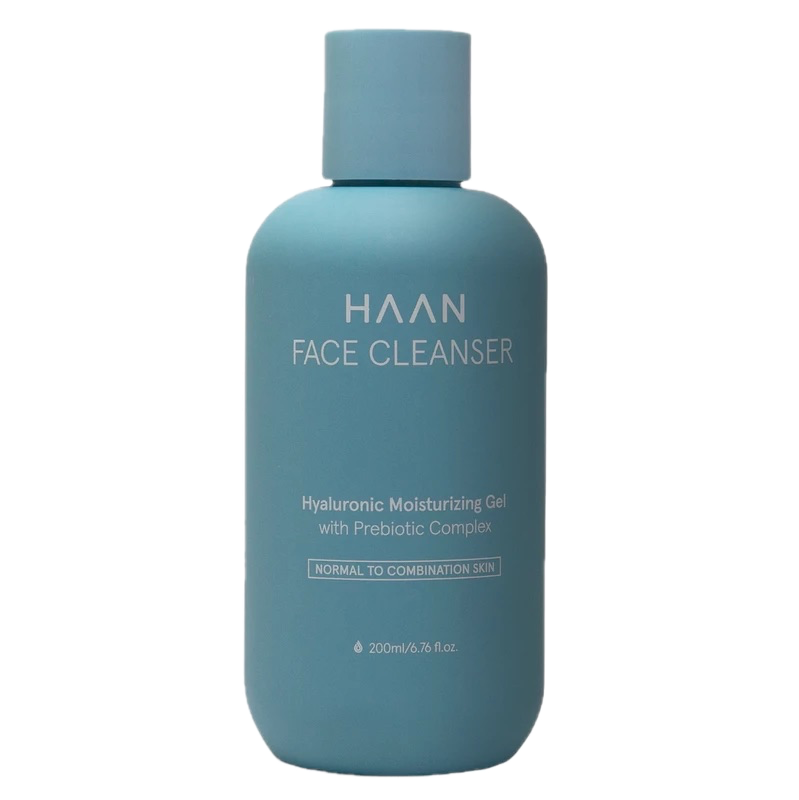 HAAN
FACE CLEANSER
Hyaluronic Moisturizing Gel
with Prebiotic Complex
NORMAL TO COMBINATION SKIN
200ml/6.76 fl.oz.